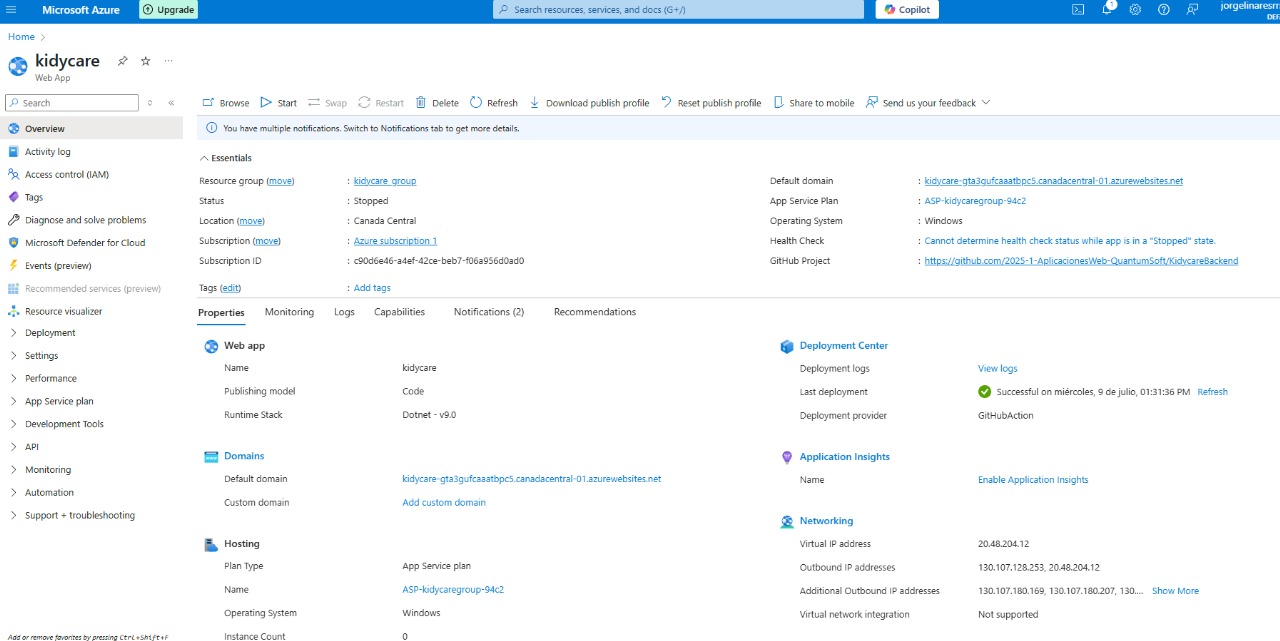 Microsoft Azure
Upgrade
Search resources, services, and docs (G+/)
Copilot
1
Home
kidycare
Web App
Search
Browse
Start
Swap
Restart
Delete
Refresh
Download publish profile
Reset publish profile
Share to mobile
Send us your feedback
You have multiple notifications. Switch to Notifications tab to get more details.
Overview
Activity log
Access control (IAM)
Tags
Diagnose and solve problems
Microsoft Defender for Cloud
Events (preview)
Recommended services (preview)
Resource visualizer
Deployment
Settings
Performance
App Service plan
Development Tools
API
Monitoring
Automation
Support + troubleshooting
Add or remove favorites by pressing Ctrl+Shift+F
Essentials
Resource group (move) : kidycare_group
Status : Stopped
Location (move) : Canada Central
Subscription (move) : Azure subscription 1
Subscription ID : c90d6e46-a4ef-42ce-beb7-f06a956d0ad0
Tags (edit) : Add tags
Default domain : kidycare-gta3gufcaaatbpc5.canadacentral-01.azurewebsites.net
App Service Plan : ASP-kidycaregroup-94c2
Operating System : Windows
Health Check : Cannot determine health check status while app is in a "Stopped" state.
GitHub Project : https://github.com/2025-1-AplicacionesWeb-QuantumSoft/KidycareBackend
Properties
Monitoring
Logs
Capabilities
Notifications (2)
Recommendations
Web app
Name kidycare
Publishing model Code
Runtime Stack Dotnet - v9.0
Domains
Default domain kidycare-gta3gufcaaatbpc5.canadacentral-01.azurewebsites.net
Custom domain Add custom domain
Hosting
Plan Type App Service plan
Name ASP-kidycaregroup-94c2
Operating System Windows
Instance Count 0
Deployment Center
Deployment logs View logs
Last deployment Successful on miércoles, 9 de julio, 01:31:36 PM Refresh
Deployment provider GitHubAction
Application Insights
Name Enable Application Insights
Networking
Virtual IP address 20.48.204.12
Outbound IP addresses 130.107.128.253, 20.48.204.12
Additional Outbound IP addresses 130.107.180.169, 130.107.180.207, 130.... Show More
Virtual network integration Not supported